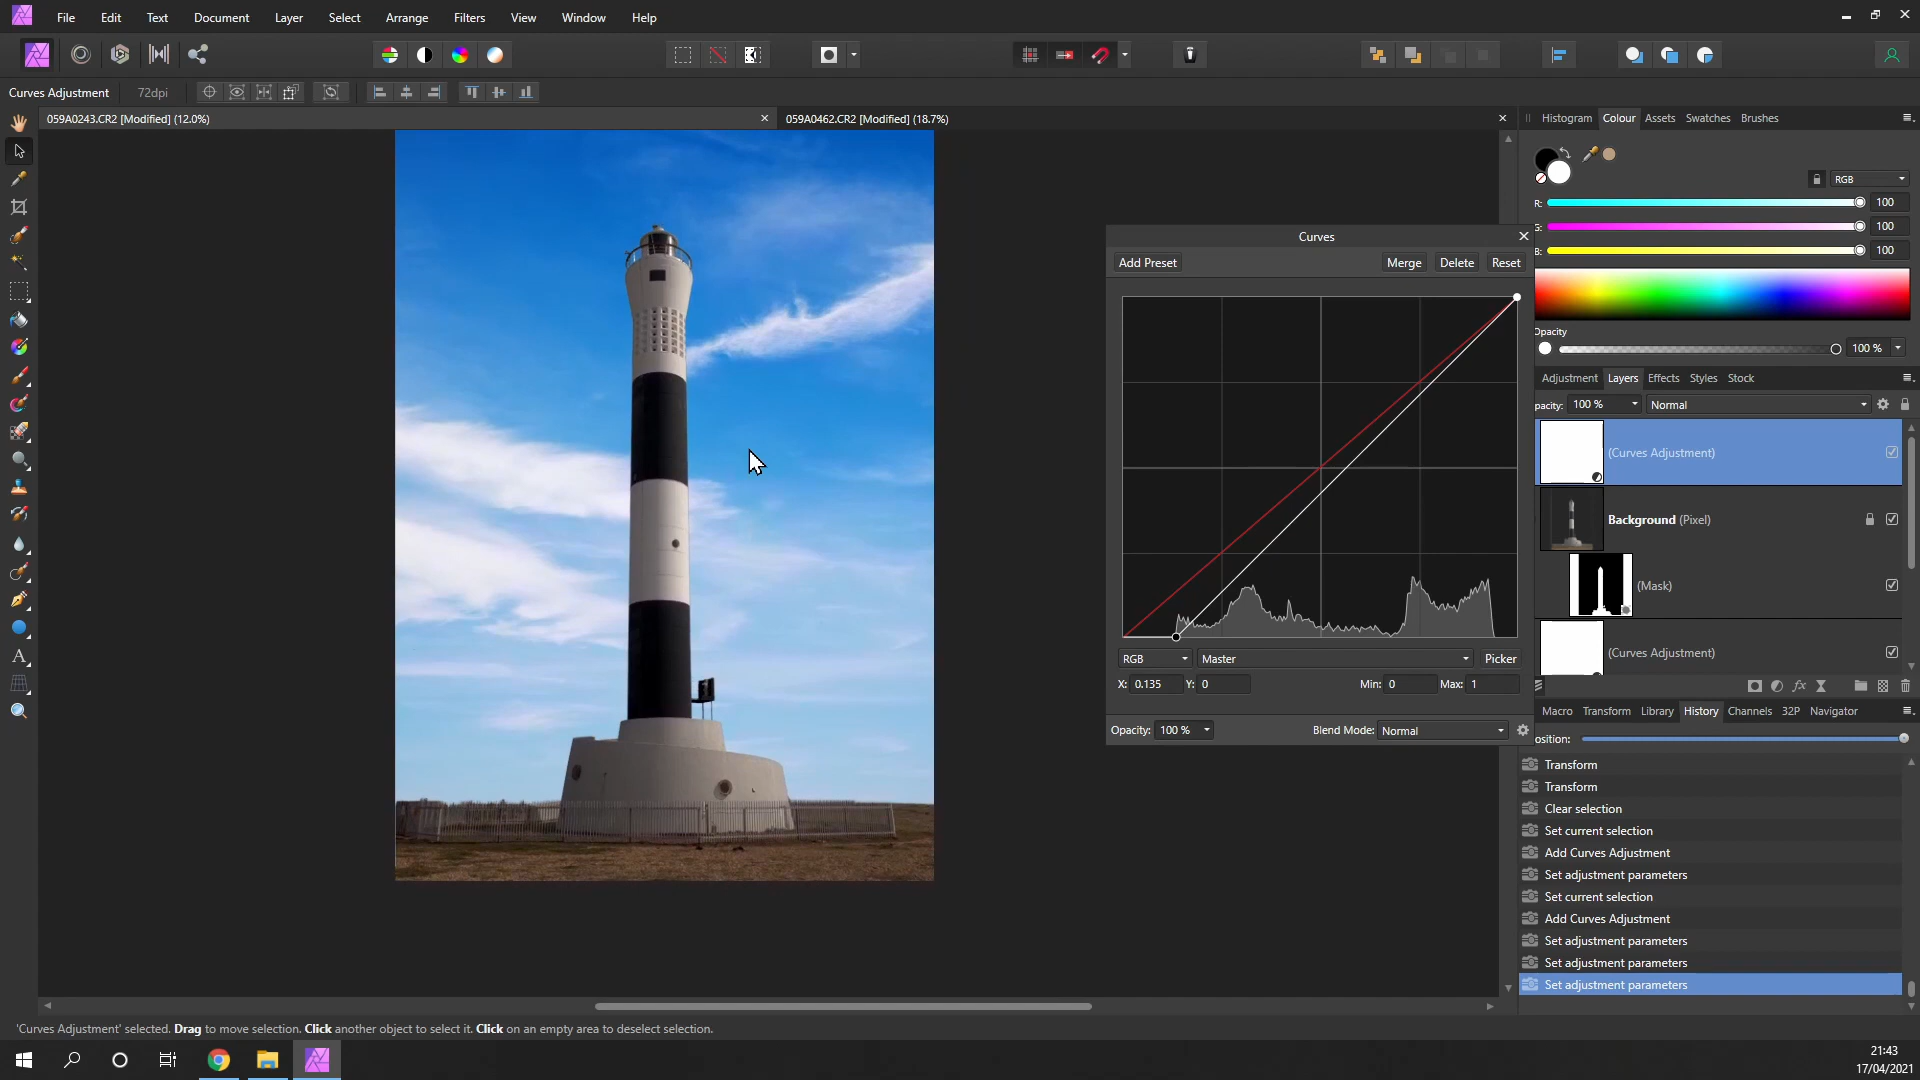 File Edit Text Document Layer Select Arrange Filters View Window Help
Curves Adjustment 72dpi
059A0243.CR2 [Modified] (12.0%) 059A0462.CR2 [Modified] (18.7%)
Histogram Colour Assets Swatches Brushes
RGB
R: 100
G: 100
B: 100
Opacity
100 %
Curves
Add Preset Merge Delete Reset
RGB Master Picker
X: 0.135 Y: 0 Min: 0 Max: 1
Opacity: 100 % Blend Mode: Normal
Adjustment Layers Effects Styles Stock
pacity: 100 % Normal
(Curves Adjustment)
Background (Pixel)
(Mask)
(Curves Adjustment)
fx
Macro Transform Library History Channels 32P Navigator
osition:
Transform
Transform
Clear selection
Set current selection
Add Curves Adjustment
Set adjustment parameters
Set current selection
Add Curves Adjustment
Set adjustment parameters
Set adjustment parameters
Set adjustment parameters
'Curves Adjustment' selected. Drag to move selection. Click another object to select it. Click on an empty area to deselect selection.
21:43
17/04/2021